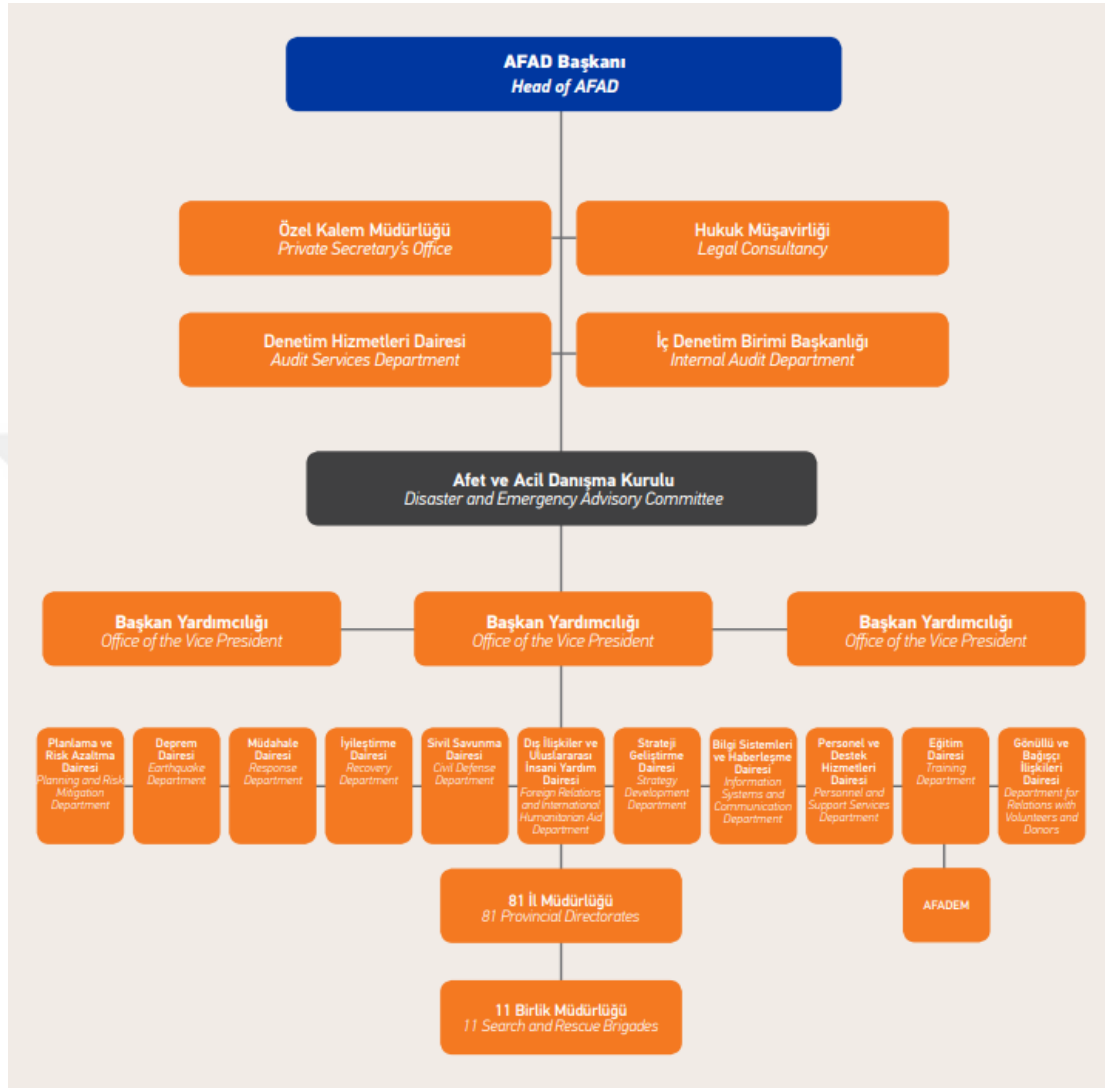 AFAD Başkanı
Head of AFAD
Özel Kalem Müdürlüğü
Private Secretary's Office
Hukuk Müşavirliği
Legal Consultancy
Denetim Hizmetleri Dairesi
Audit Services Department
İç Denetim Birimi Başkanlığı
Internal Audit Department
Afet ve Acil Danışma Kurulu
Disaster and Emergency Advisory Committee
Başkan Yardımcılığı
Office of the Vice President
Başkan Yardımcılığı
Office of the Vice President
Başkan Yardımcılığı
Office of the Vice President
Planlama ve
Risk Azaltma
Dairesi
Planning and Risk
Mitigation
Department
Deprem
Dairesi
Earthquake
Department
Müdahale
Dairesi
Response
Department
İyileştirme
Dairesi
Recovery
Department
Sivil Savunma
Dairesi
Civil Defense
Department
Dış İlişkiler ve
Uluslararası
İnsani Yardım
Dairesi
Foreign Relations
and International
Humanitarian Aid
Department
Strateji
Geliştirme
Dairesi
Strategy
Development
Department
Bilgi Sistemleri
ve Haberleşme
Dairesi
Information
Systems and
Communication
Department
Personel ve
Destek
Hizmetleri
Dairesi
Personnel and
Support Services
Department
Eğitim
Dairesi
Training
Department
Gönüllü ve
Bağışçı
İlişkileri
Dairesi
Department for
Relations with
Volunteers and
Donors
81 İl Müdürlüğü
81 Provincial Directorates
AFADEM
11 Birlik Müdürlüğü
11 Search and Rescue Brigades